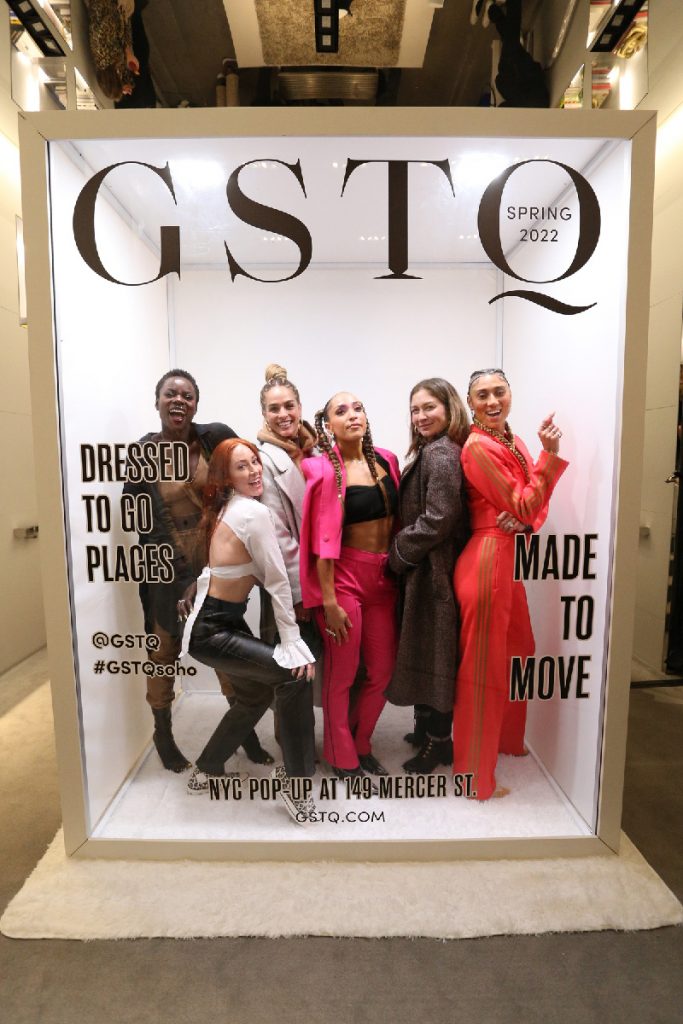 GSTQ
SPRING
2022
DRESSED
TO GO
PLACES
@GSTQ
#GSTQsoho
MADE
TO
MOVE
NYC POP-UP AT 149 MERCER ST.
GSTQ.COM